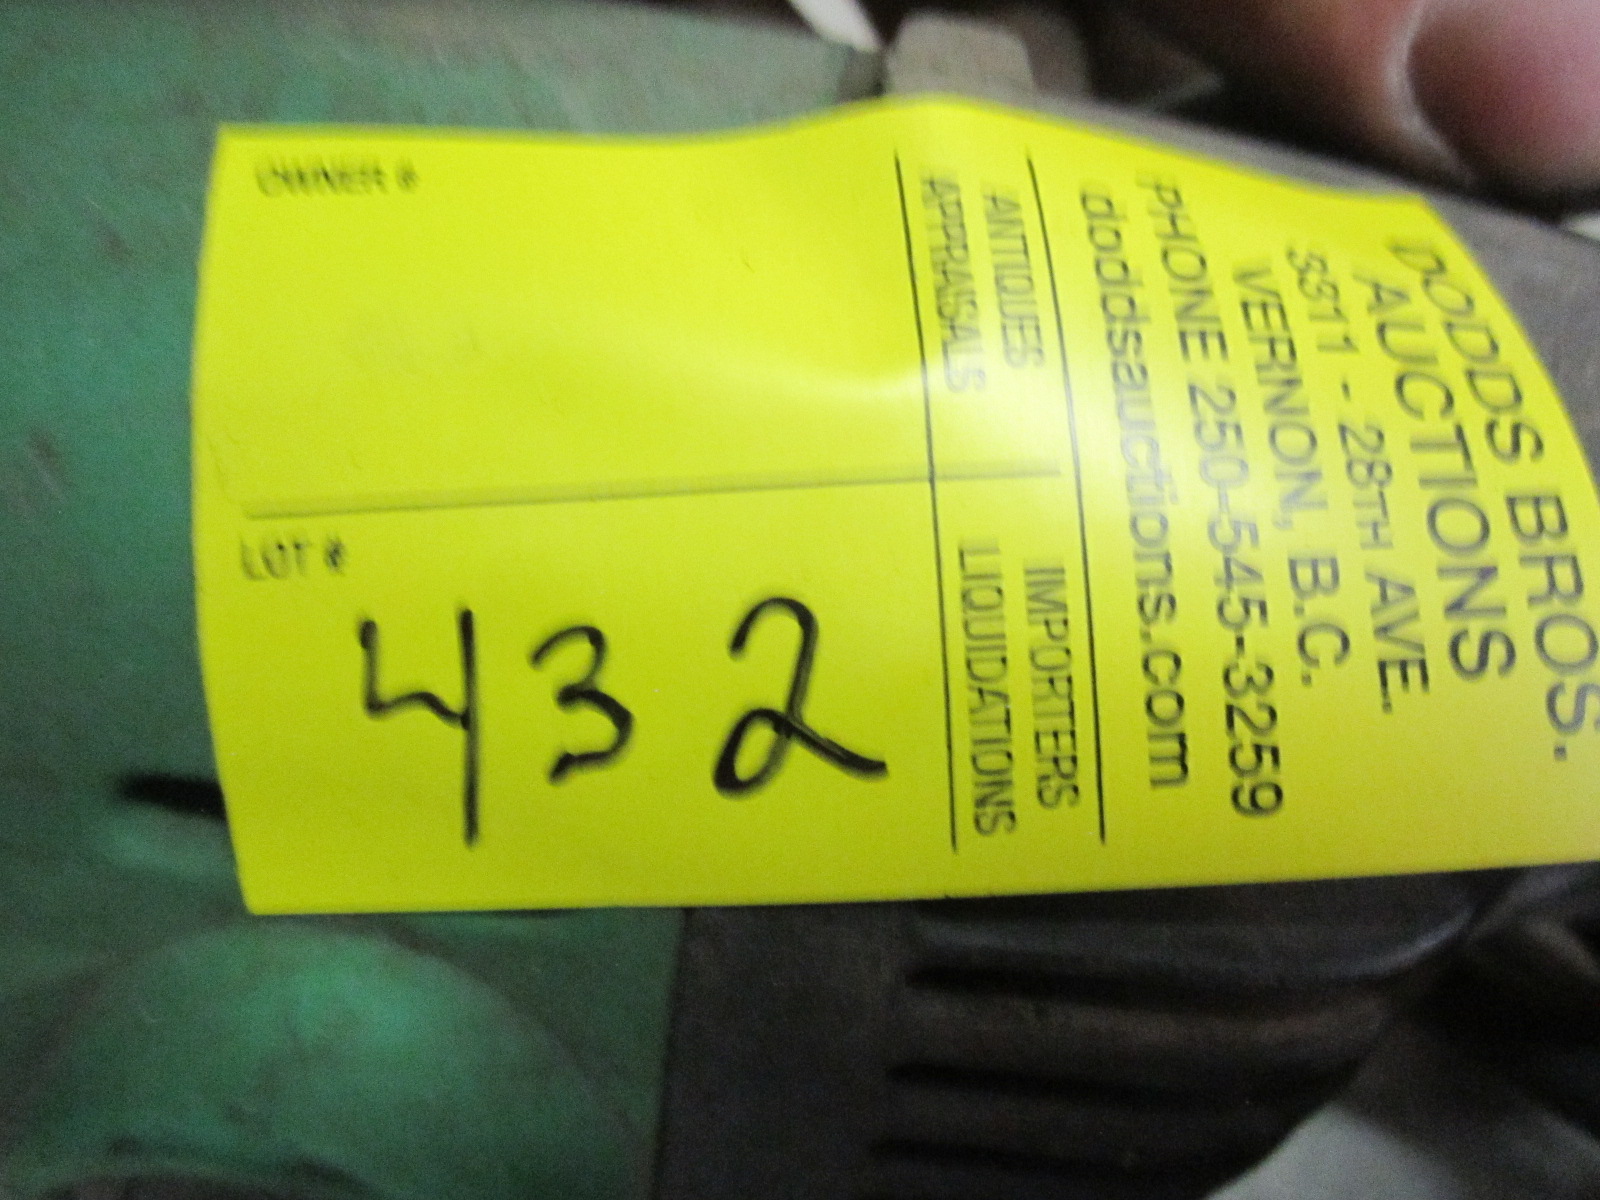 DODDS BROS.
AUCTIONS
3311 - 28TH AVE.
VERNON, B.C.
PHONE 250-545-3259
doddsauctions.com
ANTIQUES IMPORTERS
APPRAISALS LIQUIDATIONS
OWNER #
LOT #
432